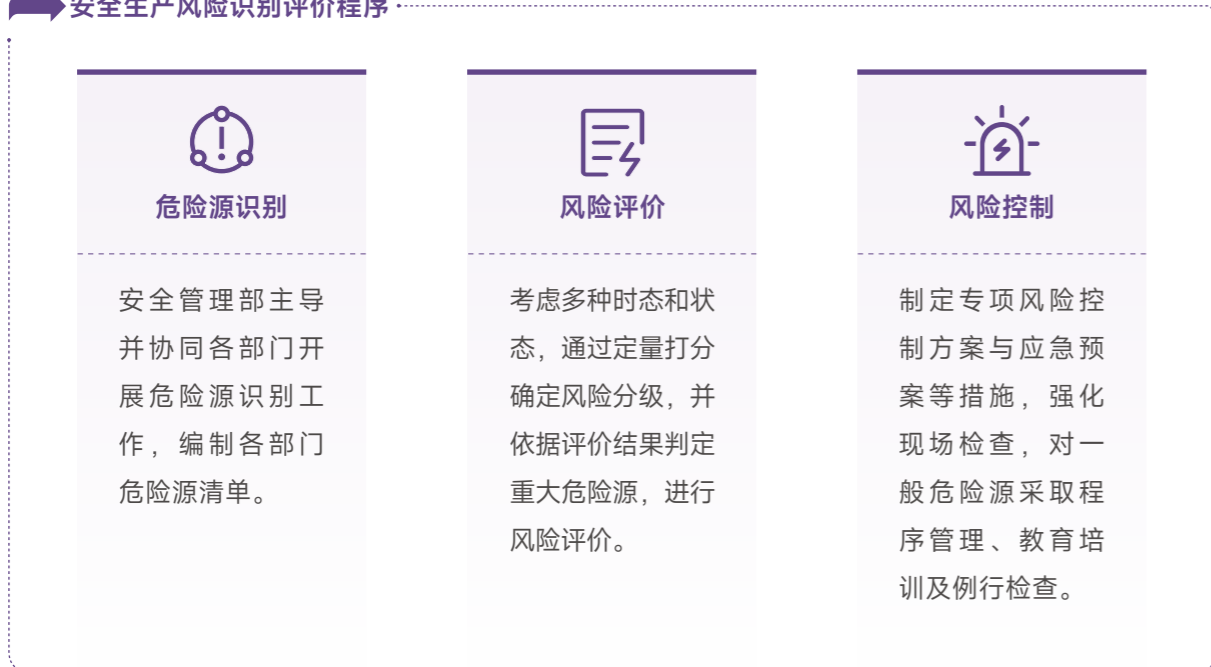 安全生产风险识别评价程序
危险源识别
安全管理部主导
并协同各部门开
展危险源识别工
作，编制各部门
危险源清单。
风险评价
考虑多种时态和状
态，通过定量打分
确定风险分级，并
依据评价结果判定
重大危险源，进行
风险评价。
风险控制
制定专项风险控
制方案与应急预
案等措施，强化
现场检查，对一
般危险源采取程
序管理、教育培
训及例行检查。